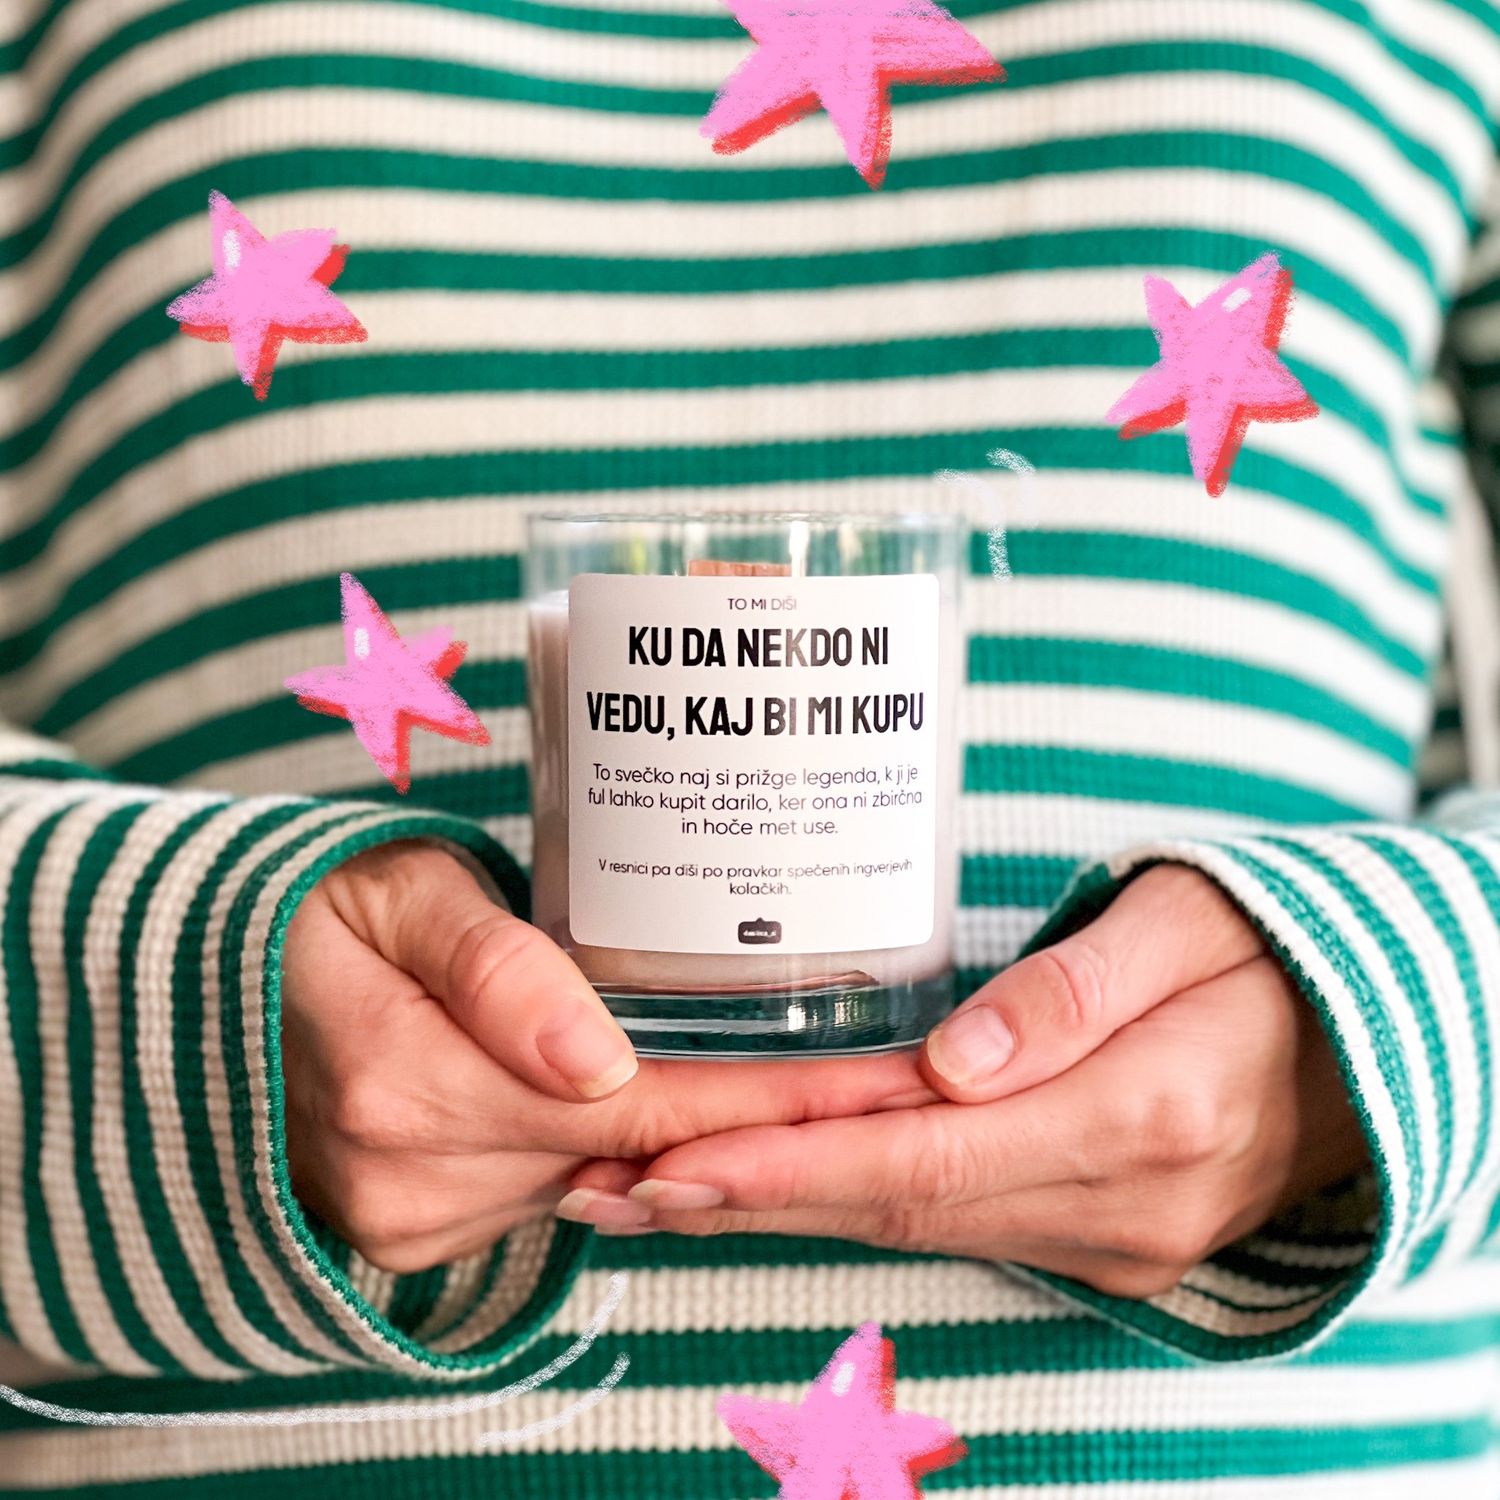 TO MI DIŠI
KU DA NEKDO NI
VEDU, KAJ BI MI KUPU
To svečko naj si prižge legenda, k ji je
ful lahko kupit darilo, ker ona ni zbirčna
in hoče met use.
V resnici pa diši po pravkar spečenih ingverjevih
kolačkih.